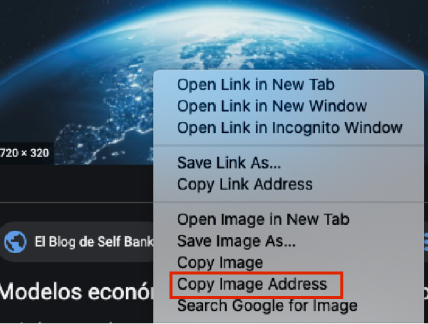 Open Link in New Tab
Open Link in New Window
Open Link in Incognito Window
720 × 320
Save Link As...
Copy Link Address
Open Image in New Tab
El Blog de Self Bank
Save Image As...
Copy Image
Modelos econó
Copy Image Address
Search Google for Image